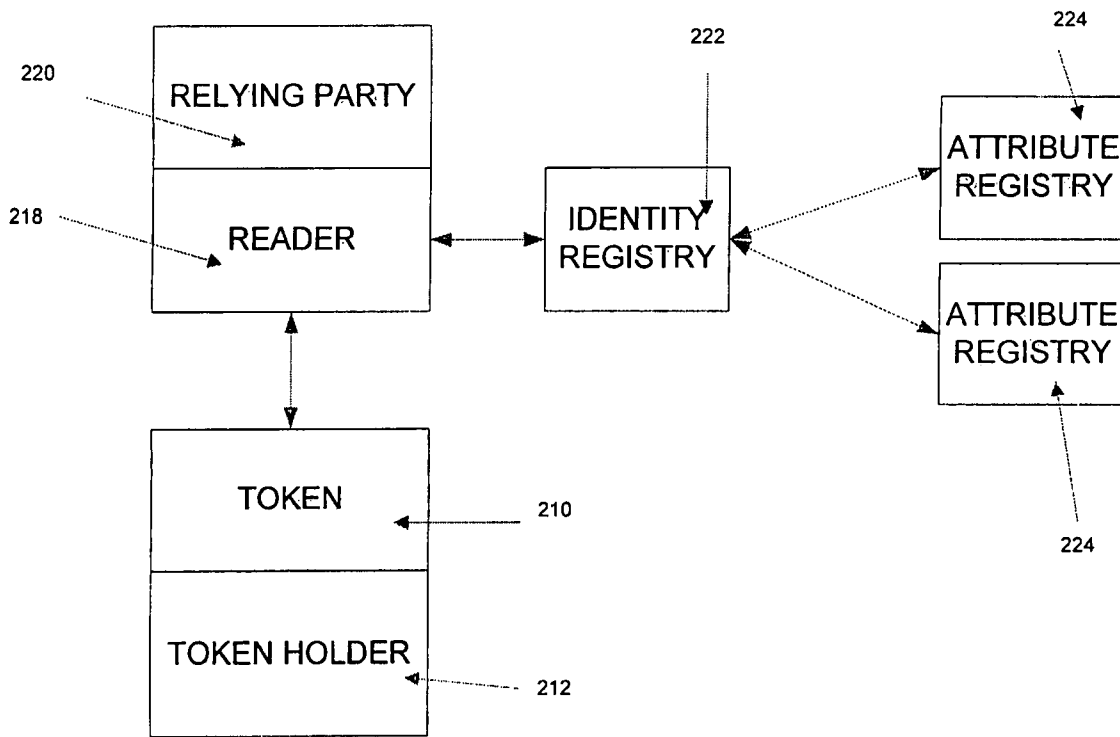 222
224
220
RELYING PARTY
ATTRIBUTE
REGISTRY
218
READER
IDENTITY
REGISTRY
ATTRIBUTE
REGISTRY
TOKEN
210
224
TOKEN HOLDER
212